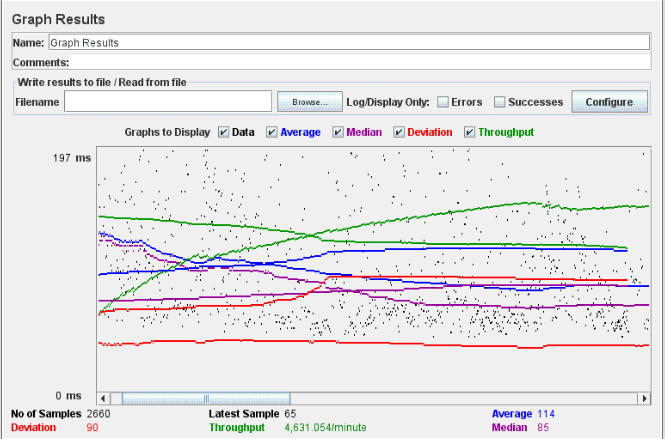 Graph Results
Name: Graph Results
Comments:
Write results to file / Read from file
Filename Browse... Log/Display Only: Errors Successes Configure
Graphs to Display Data Average Median Deviation Throughput
197 ms
0 ms
No of Samples 2660 Latest Sample 65 Average 114
Deviation 90 Throughput 4,631.054/minute Median 85